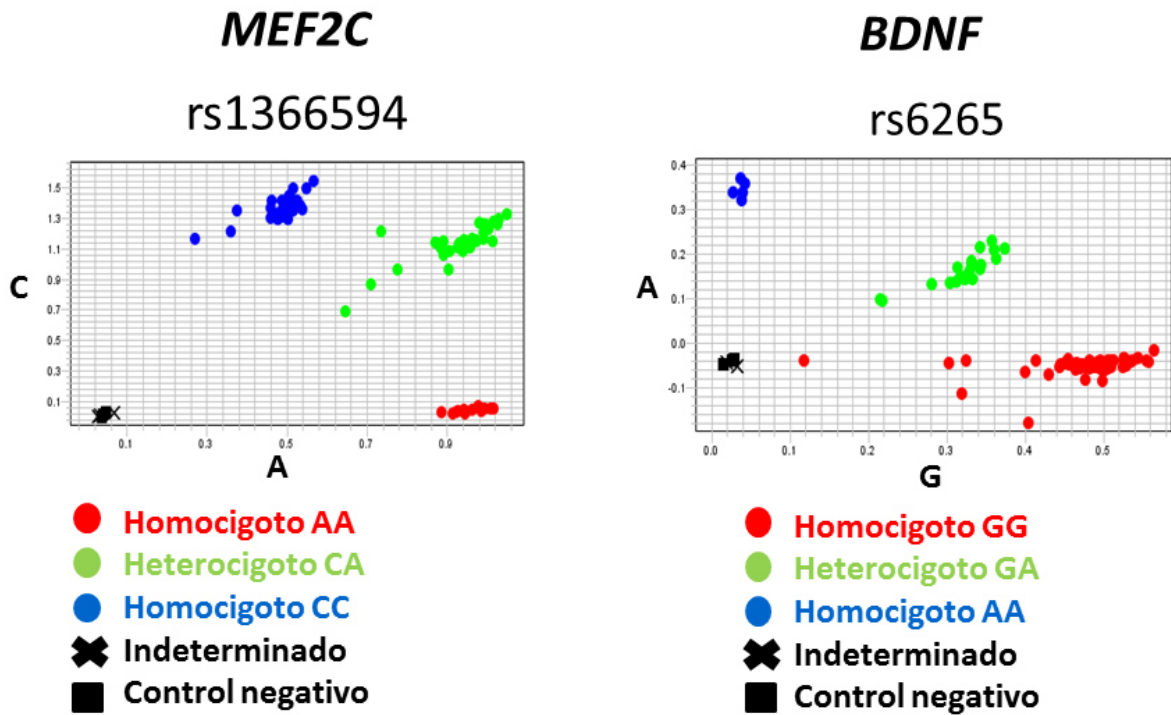 MEF2C
rs1366594
1.5
1.3
1.1
0.9
0.7
0.5
0.3
0.1
C
0.1 0.3 0.5 0.7 0.9
A
Homocigoto AA
Heterocigoto CA
Homocigoto CC
Indeterminado
Control negativo
BDNF
rs6265
0.4
0.3
0.2
0.1
0.0
-0.1
A
0.0 0.1 0.2 0.3 0.4 0.5
G
Homocigoto GG
Heterocigoto GA
Homocigoto AA
Indeterminado
Control negativo